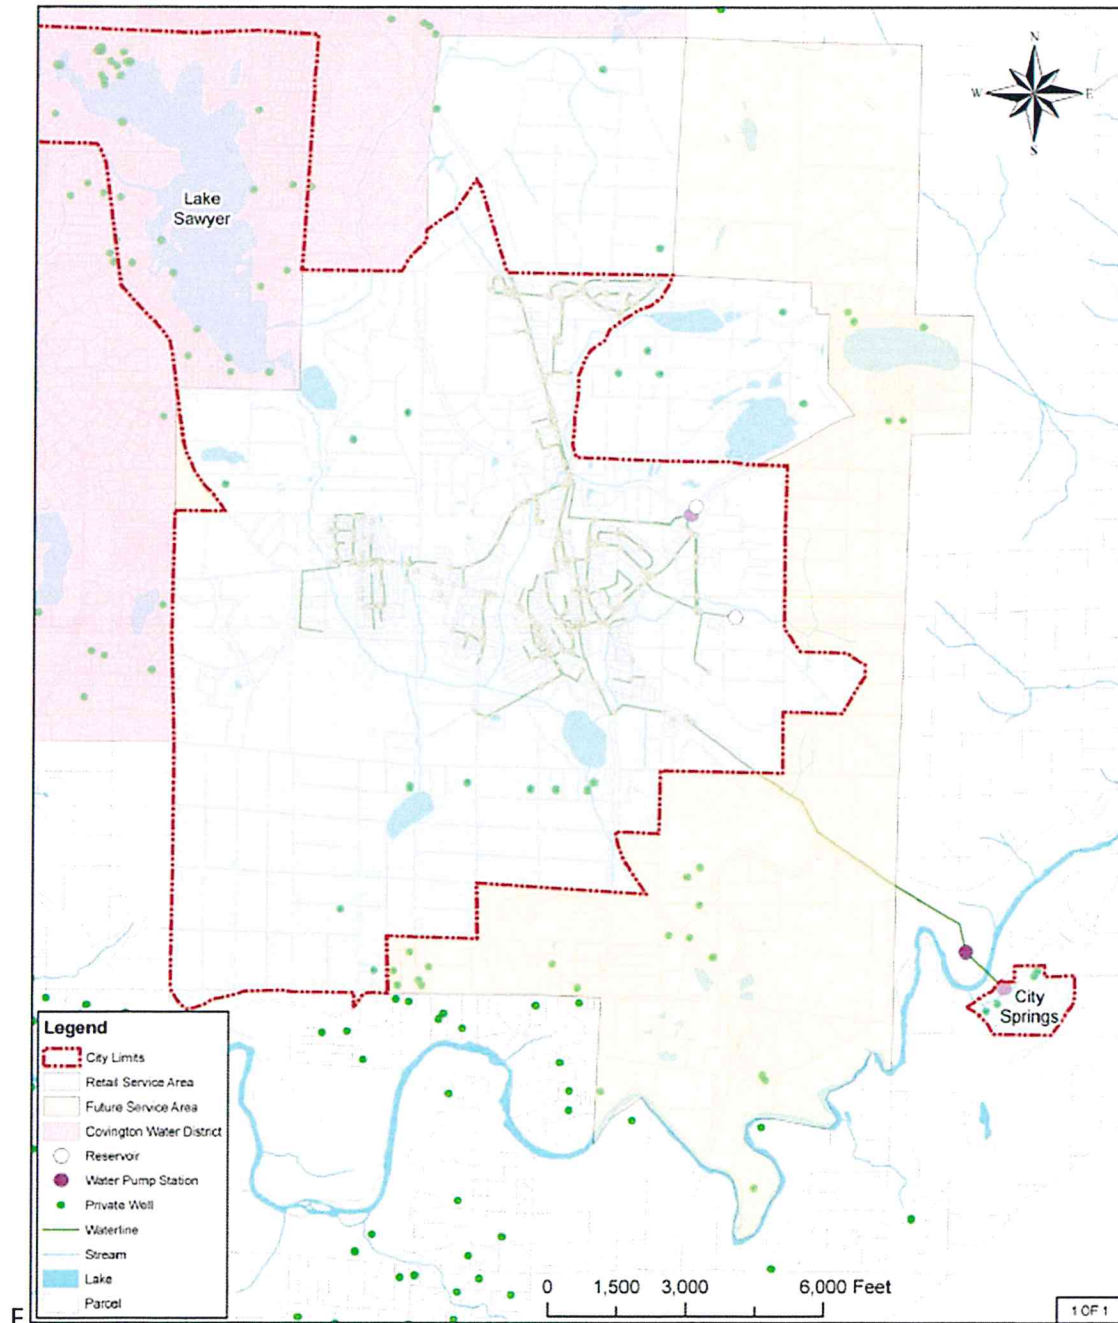 N
W E
S
Lake
Sawyer
City
Springs
Legend
City Limits
Retail Service Area
Future Service Area
Covington Water District
Reservoir
Water Pump Station
Private Well
Waterline
Stream
Lake
Parcel
0 1,500 3,000 6,000 Feet
1 OF 1
F